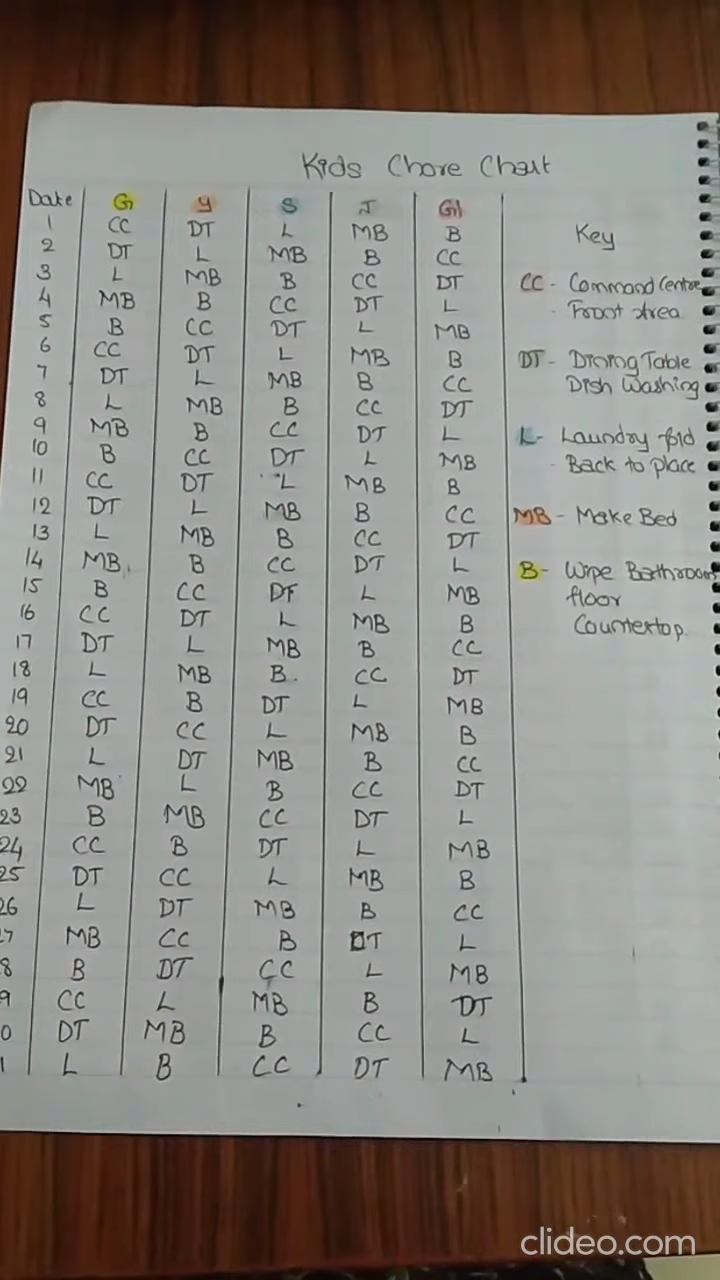 Kids Chore Chart
Date G Y S J Gl
1 CC DT L MB B
2 DT L MB B CC
3 L MB B CC DT
4 MB B CC DT L
5 B CC DT L MB
6 CC DT L MB B
7 DT L MB B CC
8 L MB B CC DT
9 MB B CC DT L
10 B CC DT L MB
11 CC DT L MB B
12 DT L MB B CC
13 L MB B CC DT
14 MB B CC DT L
15 B CC DT L MB
16 CC DT L MB B
17 DT L MB B CC
18 L MB B CC DT
19 CC B DT L MB
20 DT CC L MB B
21 L DT MB B CC
22 MB L B CC DT
23 B MB CC DT L
24 CC B DT L MB
25 DT CC L MB B
26 L DT MB B CC
7 MB CC B DT L
8 B DT CC L MB
9 CC L MB B DT
0 DT MB B CC L
1 L B CC DT MB
Key
CC - Command Centre
- Front Area
DT - Dining Table
Dish Washing
L - Laundry fold
- Back to place
MB - Make Bed
B - Wipe Bathroom
floor
Countertop
clideo.com